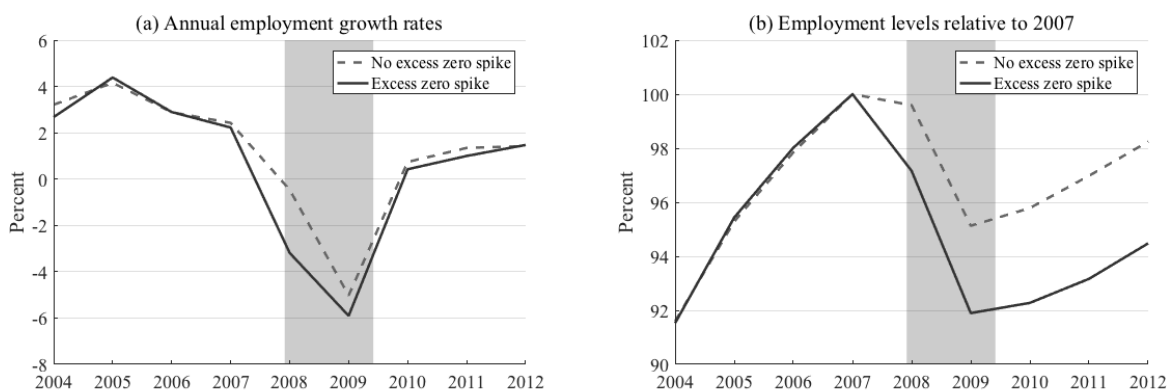 (a) Annual employment growth rates
Percent
6
4
2
0
-2
-4
-6
-8
2004 2005 2006 2007 2008 2009 2010 2011 2012
No excess zero spike
Excess zero spike
(b) Employment levels relative to 2007
Percent
102
100
98
96
94
92
90
2004 2005 2006 2007 2008 2009 2010 2011 2012
No excess zero spike
Excess zero spike